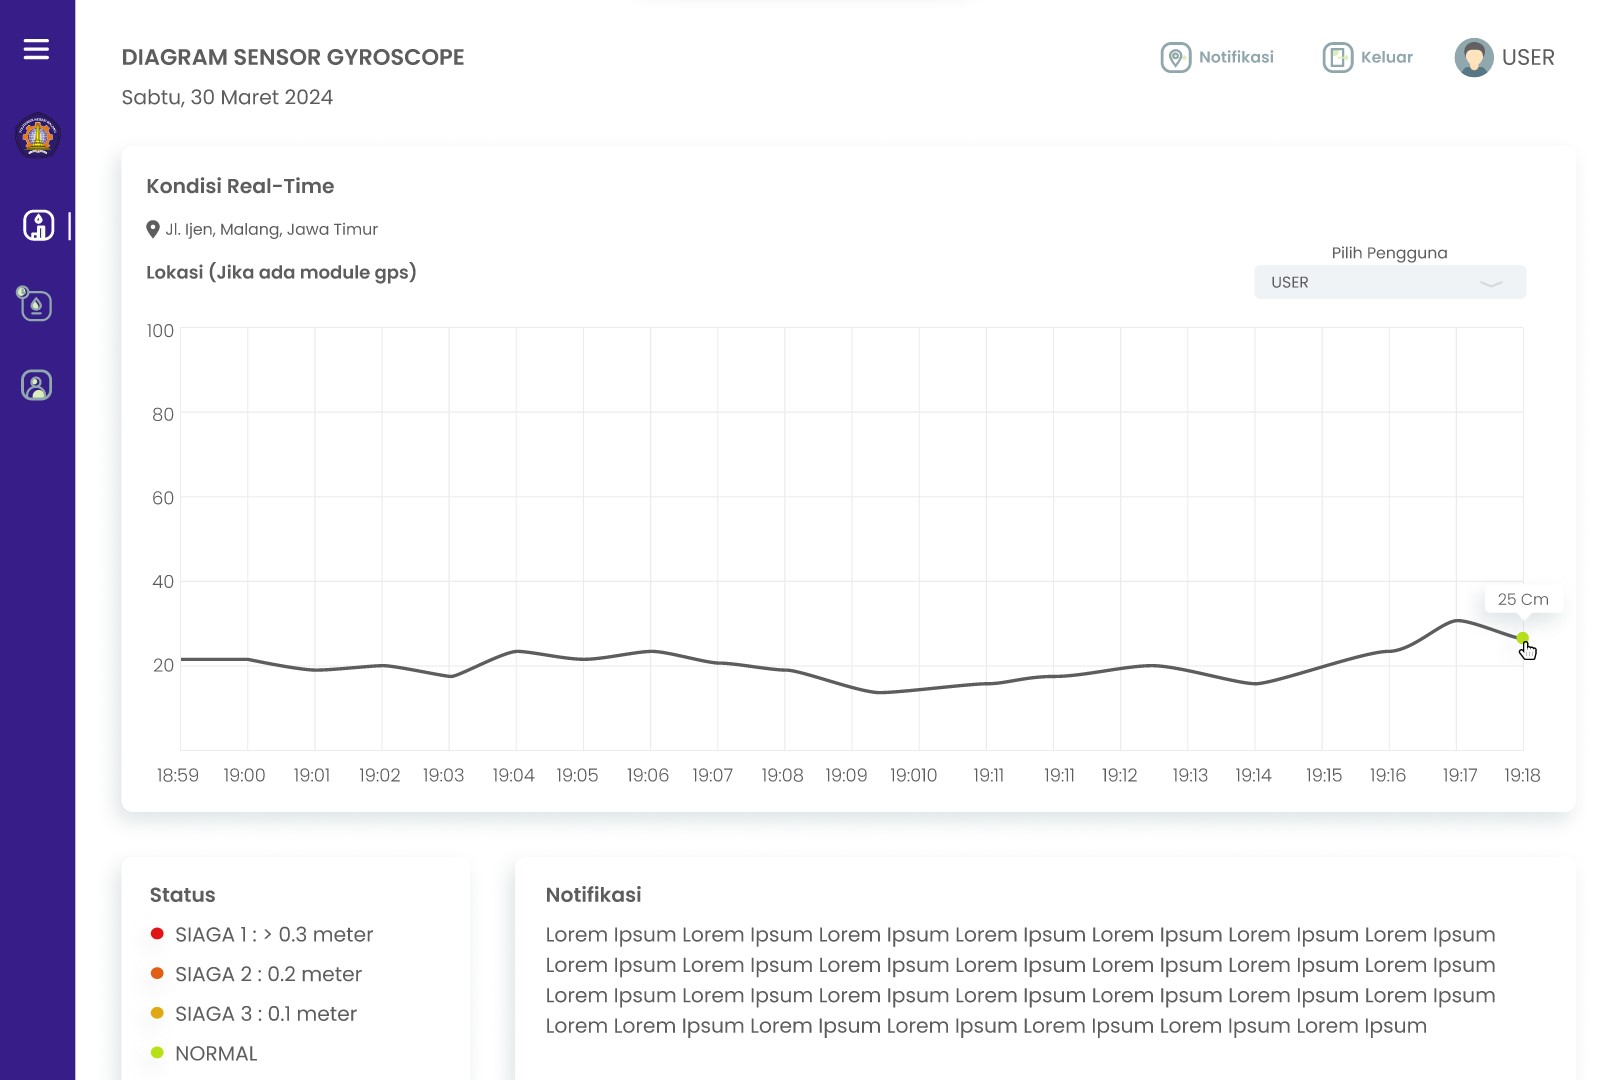 DIAGRAM SENSOR GYROSCOPE
Sabtu, 30 Maret 2024
Notifikasi
Keluar
USER
Kondisi Real-Time
Jl. Ijen, Malang, Jawa Timur
Lokasi (Jika ada module gps)
Pilih Pengguna
USER
100
80
60
40
20
25 Cm
18:59 19:00 19:01 19:02 19:03 19:04 19:05 19:06 19:07 19:08 19:09 19:010 19:11 19:11 19:12 19:13 19:14 19:15 19:16 19:17 19:18
Status
SIAGA 1 : > 0.3 meter
SIAGA 2 : 0.2 meter
SIAGA 3 : 0.1 meter
NORMAL
Notifikasi
Lorem Ipsum Lorem Ipsum Lorem Ipsum Lorem Ipsum Lorem Ipsum Lorem Ipsum Lorem Ipsum
Lorem Ipsum Lorem Ipsum Lorem Ipsum Lorem Ipsum Lorem Ipsum Lorem Ipsum Lorem Ipsum
Lorem Ipsum Lorem Ipsum Lorem Ipsum Lorem Ipsum Lorem Ipsum Lorem Ipsum Lorem Ipsum
Lorem Lorem Ipsum Lorem Ipsum Lorem Ipsum Lorem Ipsum Lorem Ipsum Lorem Ipsum